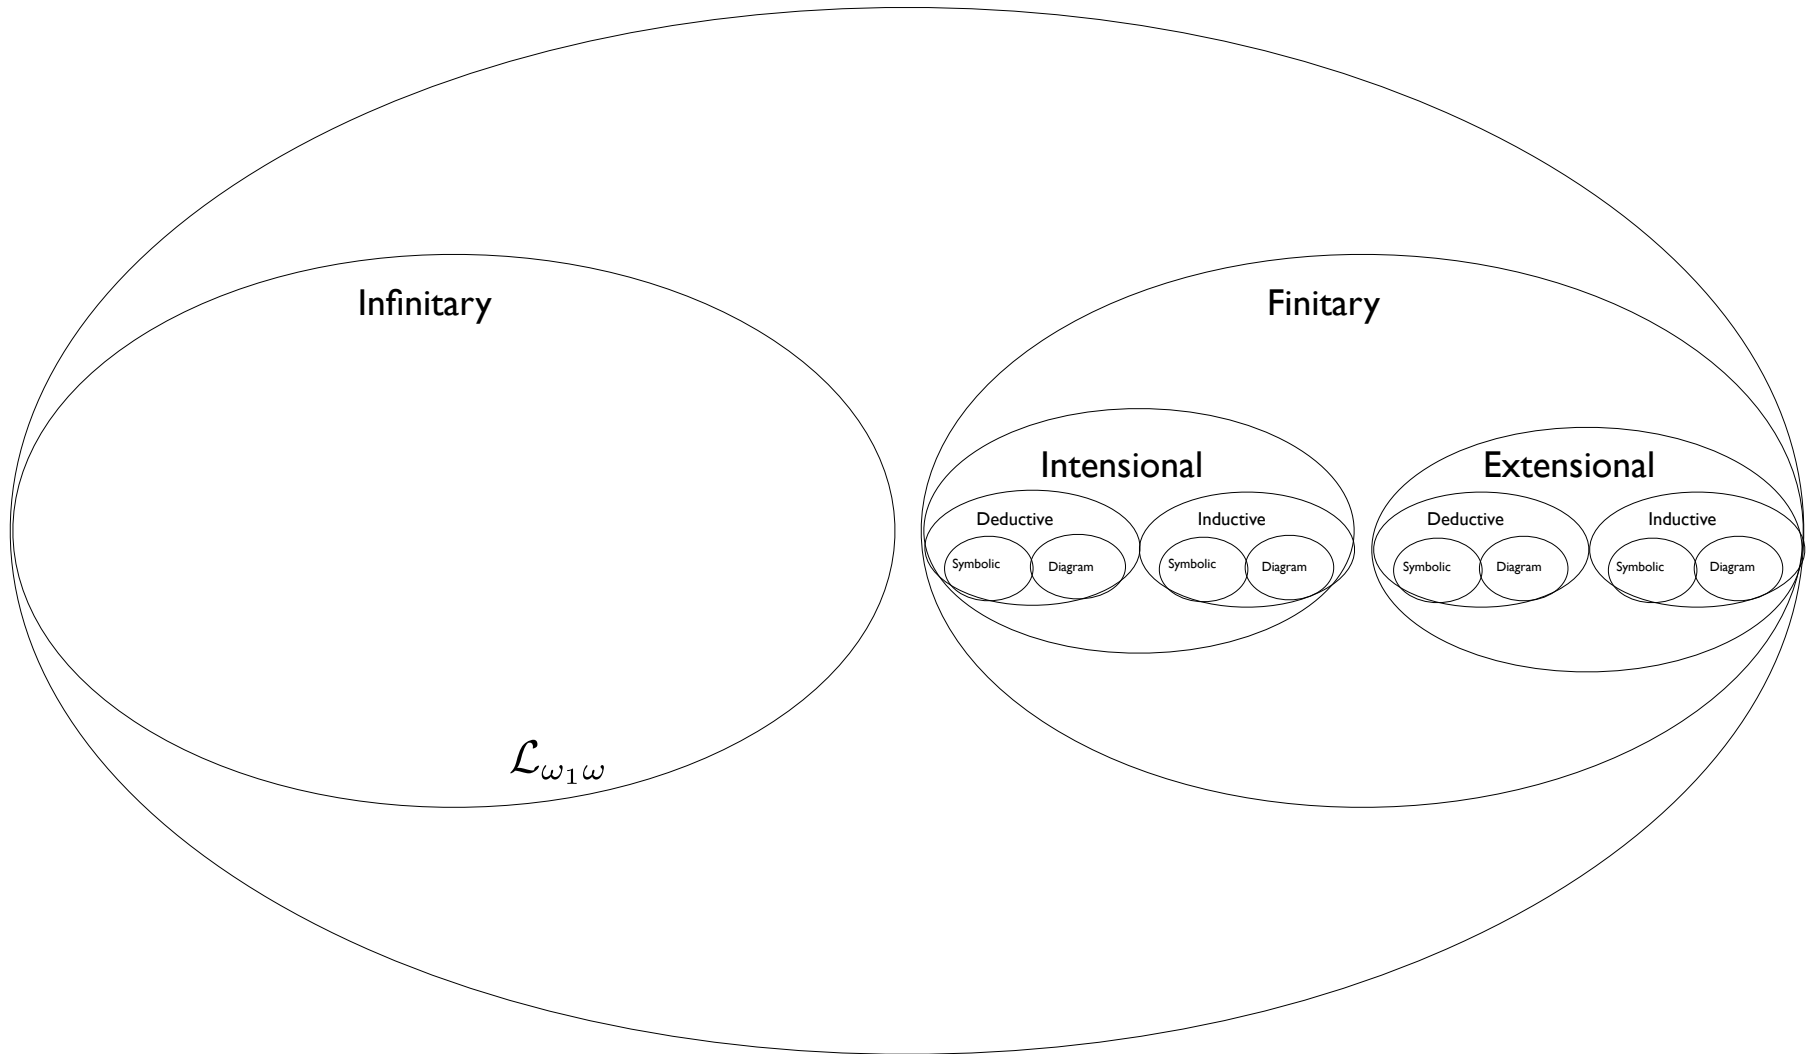 Infinitary
Finitary
Intensional
Extensional
Deductive
Inductive
Deductive
Inductive
Symbolic
Diagram
Symbolic
Diagram
Symbolic
Diagram
Symbolic
Diagram
ℒω₁ω